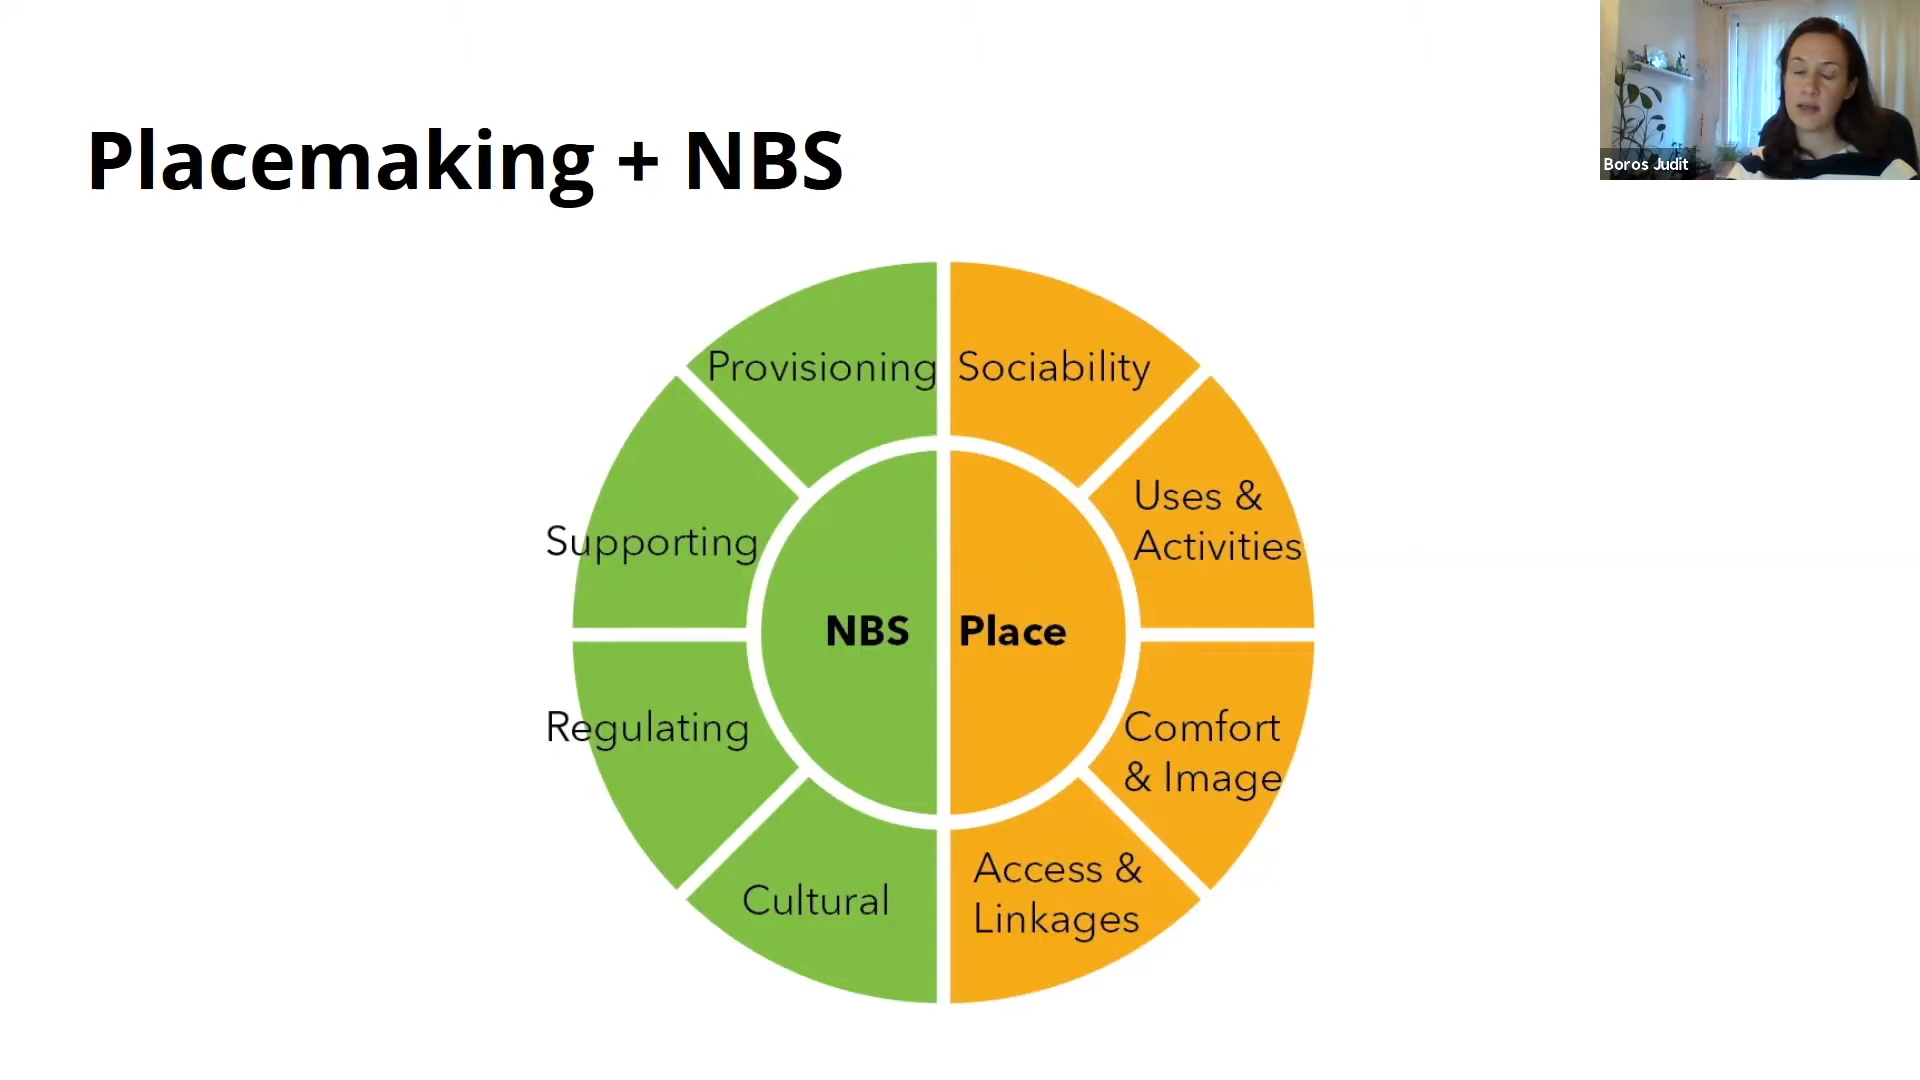 Placemaking + NBS
Boros Judit
Provisioning
Sociability
Supporting
Uses &
Activities
NBS
Place
Regulating
Comfort
& Image
Cultural
Access &
Linkages